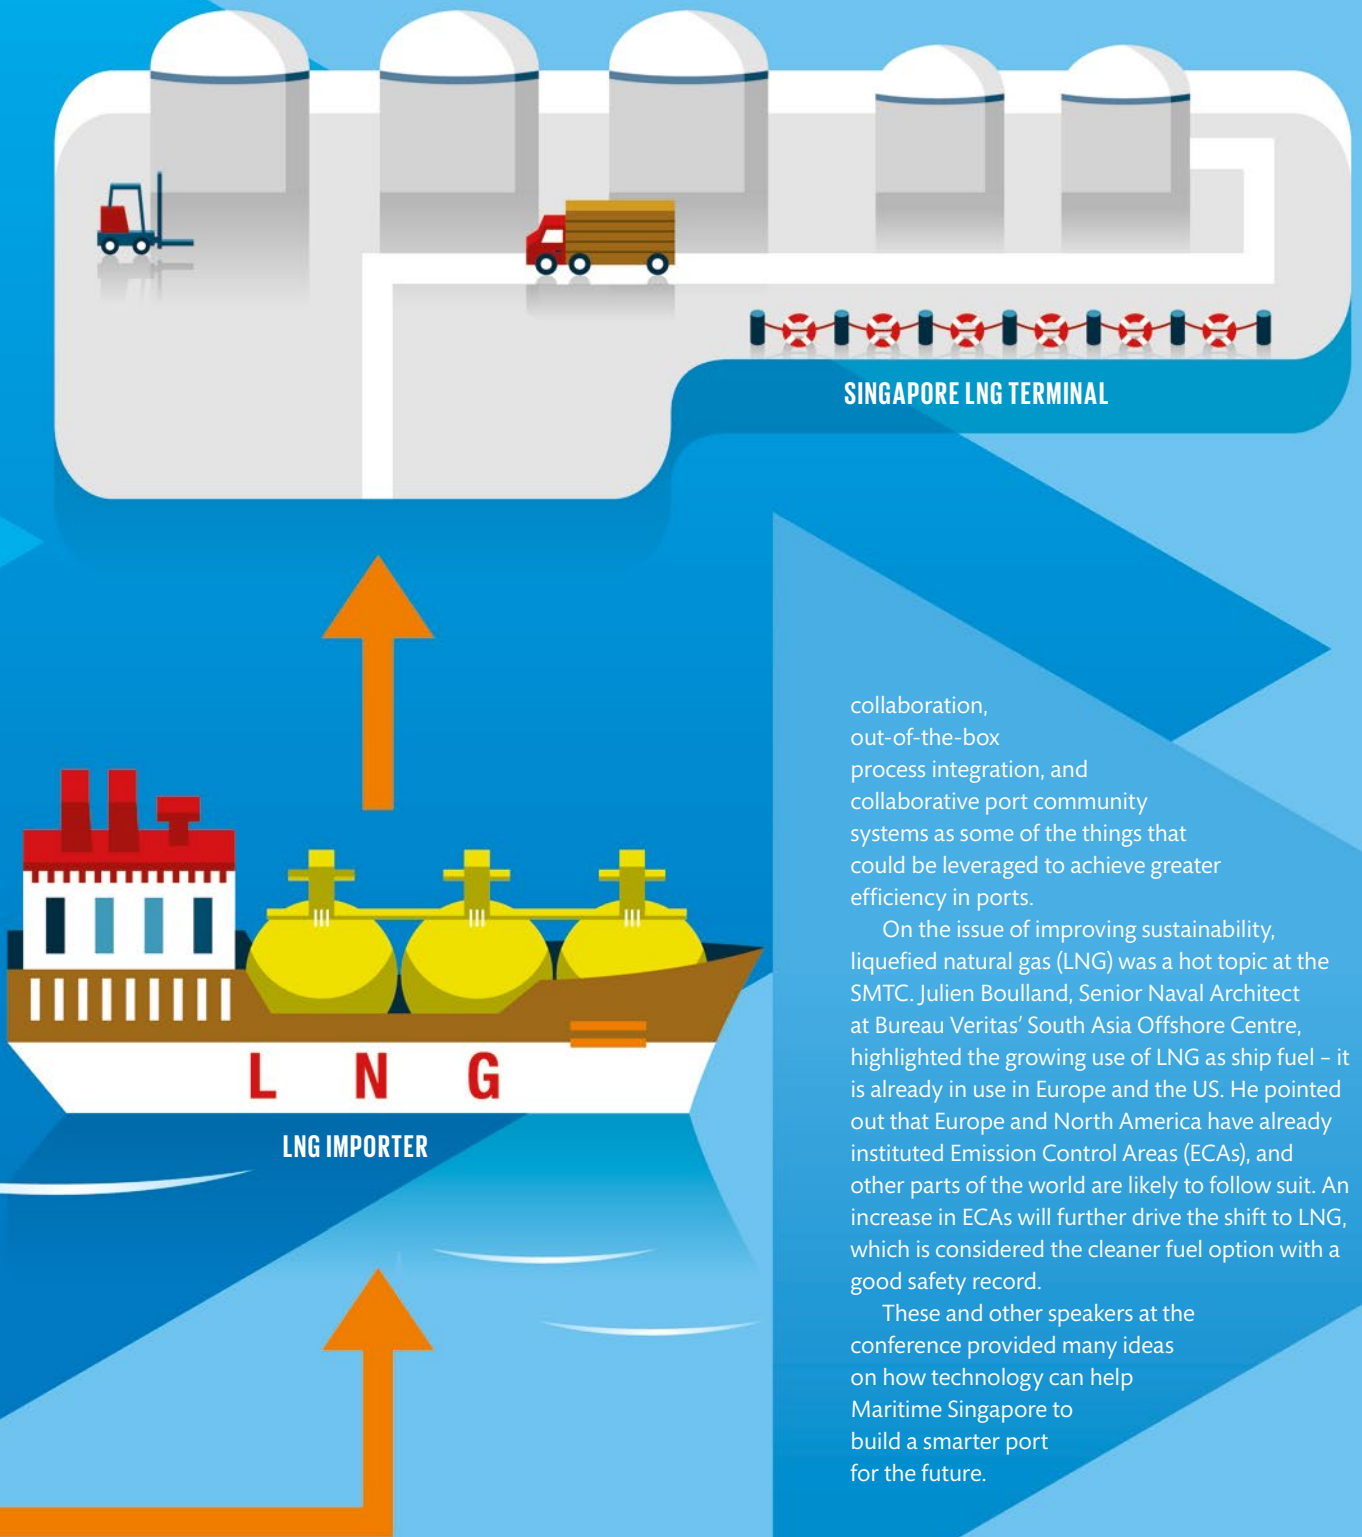 SINGAPORE LNG TERMINAL
L N G
LNG IMPORTER
collaboration,
out-of-the-box
process integration, and
collaborative port community
systems as some of the things that
could be leveraged to achieve greater
efficiency in ports.
On the issue of improving sustainability,
liquefied natural gas (LNG) was a hot topic at the
SMTC. Julien Boulland, Senior Naval Architect
at Bureau Veritas’ South Asia Offshore Centre,
highlighted the growing use of LNG as ship fuel – it
is already in use in Europe and the US. He pointed
out that Europe and North America have already
instituted Emission Control Areas (ECAs), and
other parts of the world are likely to follow suit. An
increase in ECAs will further drive the shift to LNG,
which is considered the cleaner fuel option with a
good safety record.
These and other speakers at the
conference provided many ideas
on how technology can help
Maritime Singapore to
build a smarter port
for the future.